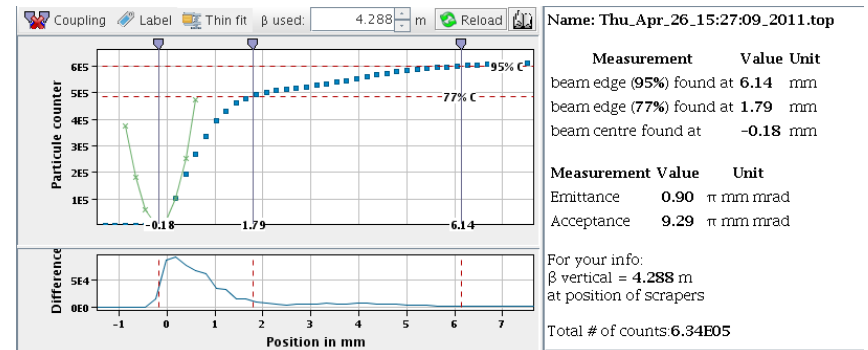 Coupling Label Thin fit β used: 4.288 m Reload
6E5
5E5
4E5
3E5
2E5
1E5
Particule counter
95% C
77% C
-0.18 1.79 6.14
5E4
0E0
Difference
-1 0 1 2 3 4 5 6 7
Position in mm
Name: Thu_Apr_26_15:27:09_2011.top
Measurement Value Unit
beam edge (95%) found at 6.14 mm
beam edge (77%) found at 1.79 mm
beam centre found at -0.18 mm
Measurement Value Unit
Emittance 0.90 π mm mrad
Acceptance 9.29 π mm mrad
For your info:
β vertical = 4.288 m
at position of scrapers
Total # of counts:6.34E05